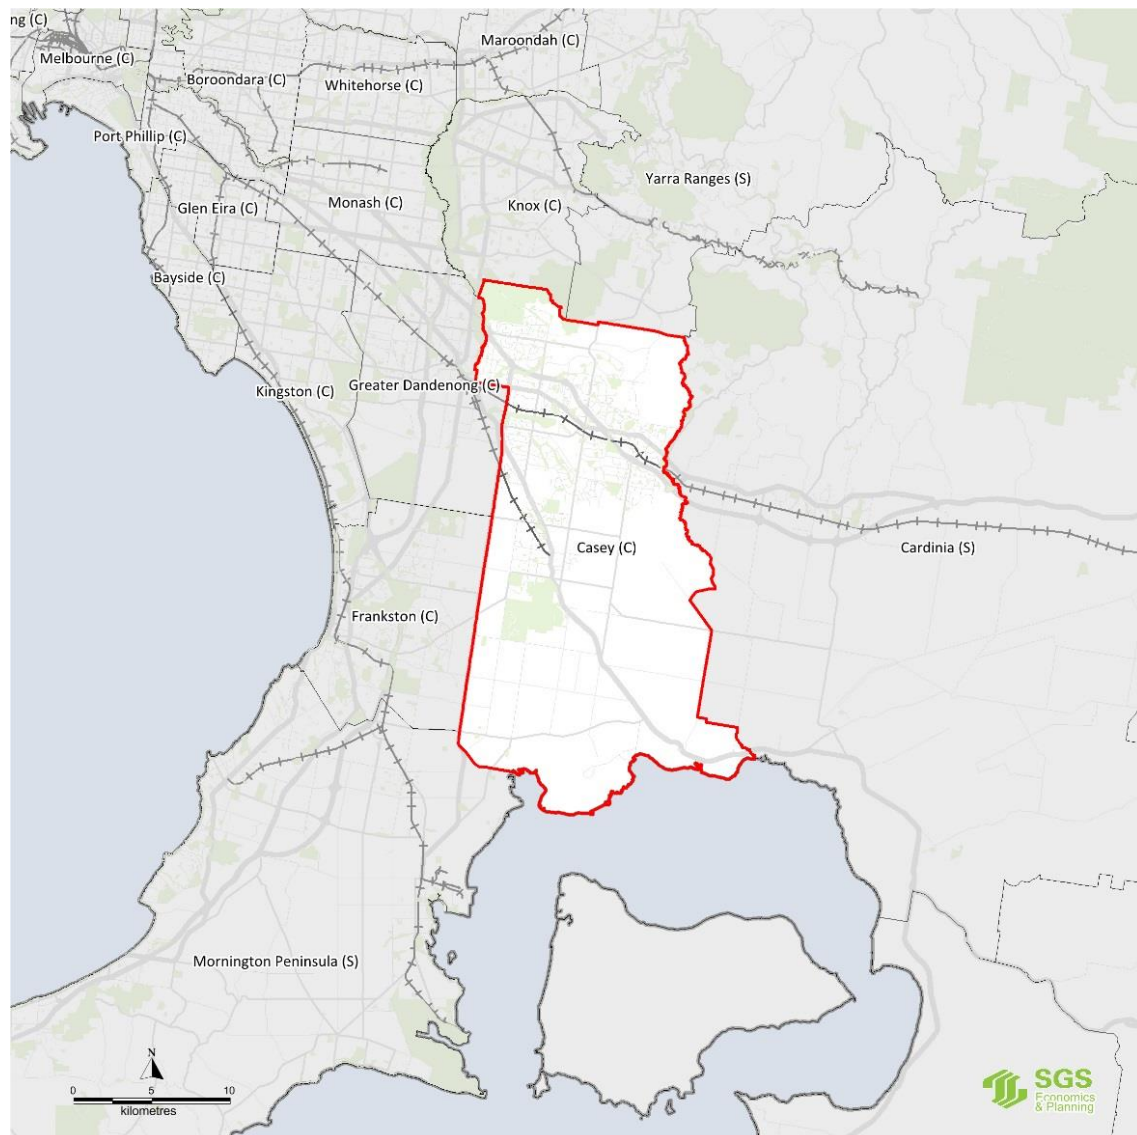 ng (C)
Maroondah (C)
Melbourne (C)
Boroondara (C)
Whitehorse (C)
Port Phillip (C)
Yarra Ranges (S)
Monash (C)
Knox (C)
Glen Eira (C)
Bayside (C)
Greater Dandenong (C)
Kingston (C)
Casey (C)
Cardinia (S)
Frankston (C)
Mornington Peninsula (S)
N
0 5 10
kilometres
SGS
Economics
& Planning